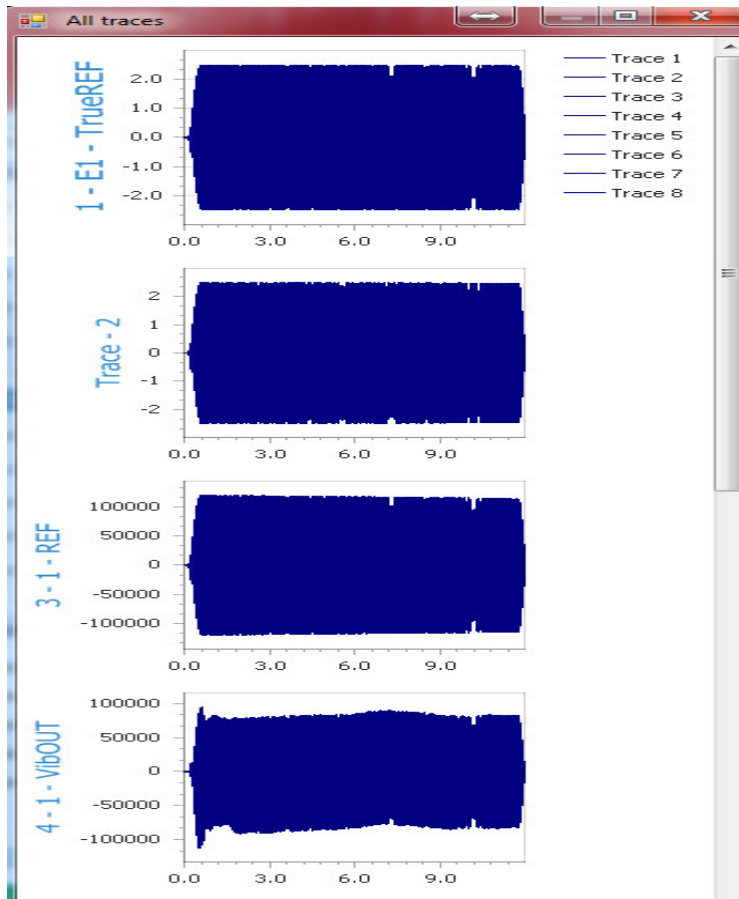 All traces
1 - E1 - TrueREF
2.0
1.0
0.0
-1.0
-2.0
0.0 3.0 6.0 9.0
Trace 1
Trace 2
Trace 3
Trace 4
Trace 5
Trace 6
Trace 7
Trace 8
Trace - 2
2
1
0
-1
-2
0.0 3.0 6.0 9.0
3 - 1 - REF
100000
50000
0
-50000
-100000
0.0 3.0 6.0 9.0
4 - 1 - VibOUT
100000
50000
0
-50000
-100000
0.0 3.0 6.0 9.0